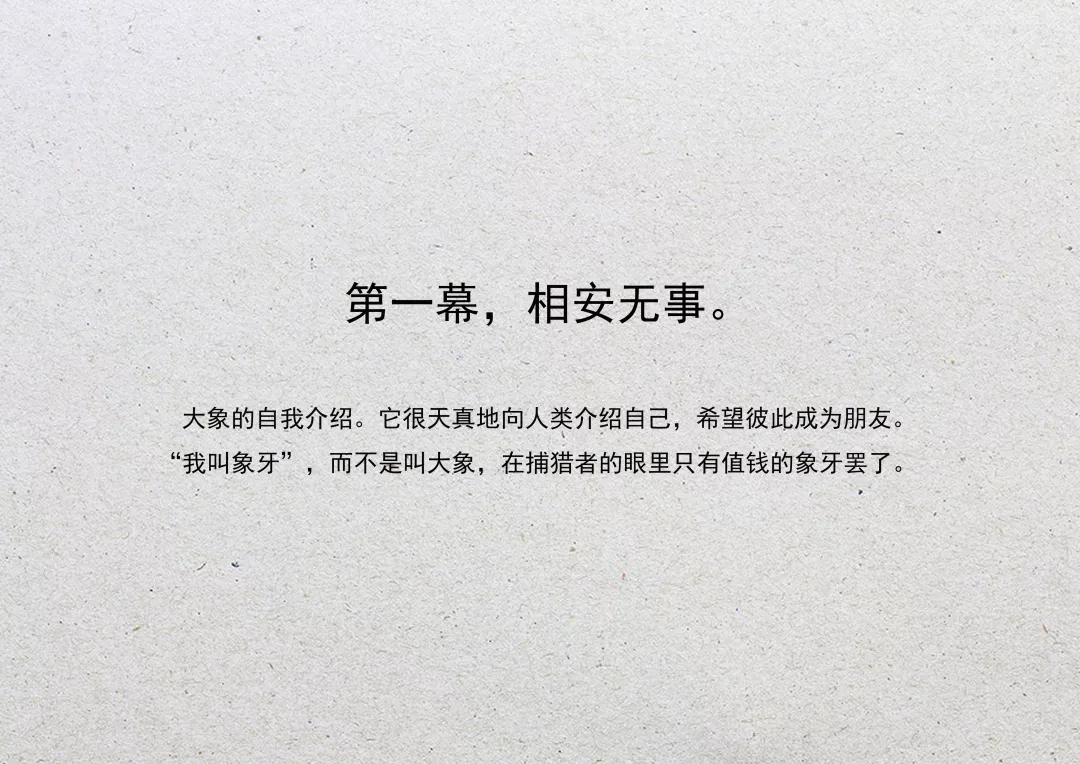 第一幕，相安无事。
大象的自我介绍。它很天真地向人类介绍自己，希望彼此成为朋友。
“我叫象牙”，而不是叫大象，在捕猎者的眼里只有值钱的象牙罢了。